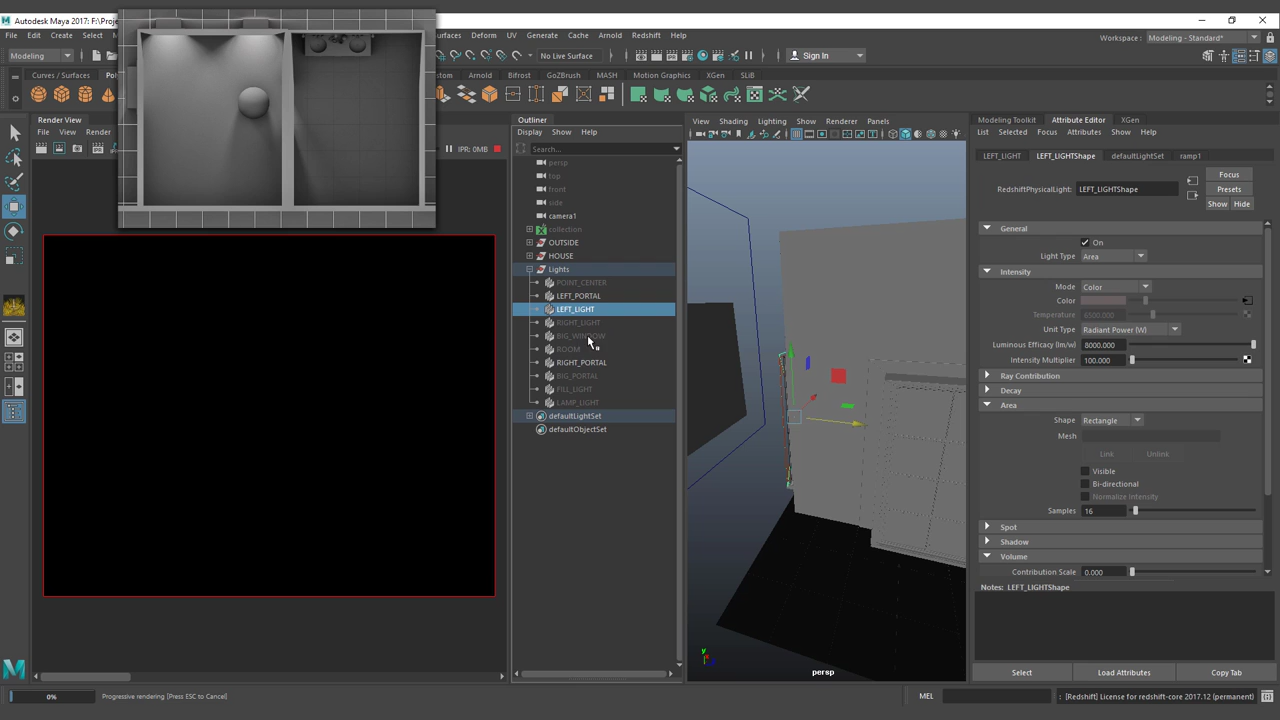 Autodesk Maya 2017: F:\Proje
File Edit Create Select urfaces Deform UV Generate Cache Arnold Redshift Help
Workspace : Modeling - Standard*
Modeling No Live Surface Sign In
Curves / Surfaces Po tom Arnold Bifrost GoZBrush MASH Motion Graphics XGen SLiB
Render View
File View Render
IPR: 0MB
Outliner
Display Show Help
Search...
persp
top
front
side
camera1
collection
OUTSIDE
HOUSE
Lights
POINT_CENTER
LEFT_PORTAL
LEFT_LIGHT
RIGHT_LIGHT
BIG_WINDOW
ROOM
RIGHT_PORTAL
BIG_PORTAL
FILL_LIGHT
LAMP_LIGHT
defaultLightSet
defaultObjectSet
View Shading Lighting Show Renderer Panels
y
persp
Modeling Toolkit Attribute Editor XGen
List Selected Focus Attributes Show Help
LEFT_LIGHT LEFT_LIGHTShape defaultLightSet ramp1
Focus
RedshiftPhysicalLight: LEFT_LIGHTShape Presets
Show Hide
General
On
Light Type Area
Intensity
Mode Color
Color
Temperature 6500.000
Unit Type Radiant Power (W)
Luminous Efficacy (lm/w) 8000.000
Intensity Multiplier 100.000
Ray Contribution
Decay
Area
Shape Rectangle
Mesh
Link Unlink
Visible
Bi-directional
Normalize Intensity
Samples 16
Spot
Shadow
Volume
Contribution Scale 0.000
Notes: LEFT_LIGHTShape
Select Load Attributes Copy Tab
0% Progressive rendering [Press ESC to Cancel] MEL : [Redshift] License for redshift-core 2017.12 (permanent)